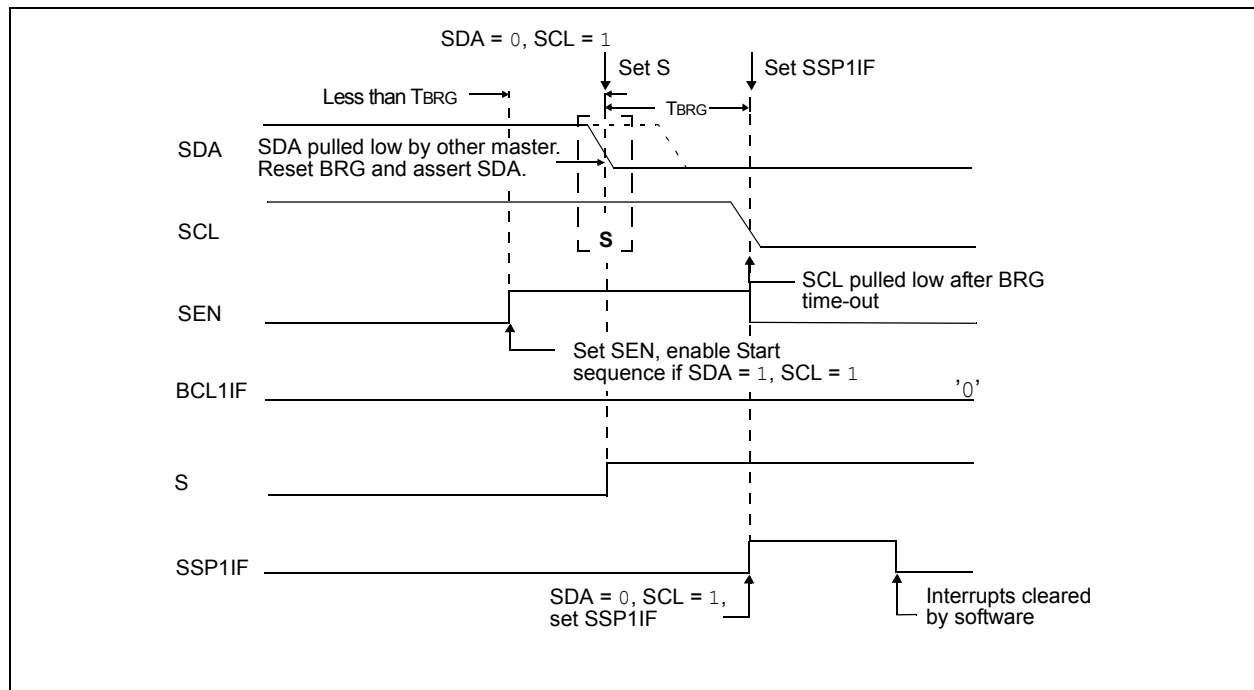 SDA = 0, SCL = 1
Set S
Set SSP1IF
Less than TBRG
TBRG
SDA
SDA pulled low by other master.
Reset BRG and assert SDA.
SCL
S
SCL pulled low after BRG
time-out
SEN
Set SEN, enable Start
sequence if SDA = 1, SCL = 1
BCL1IF
'0'
S
SSP1IF
SDA = 0, SCL = 1,
set SSP1IF
Interrupts cleared
by software